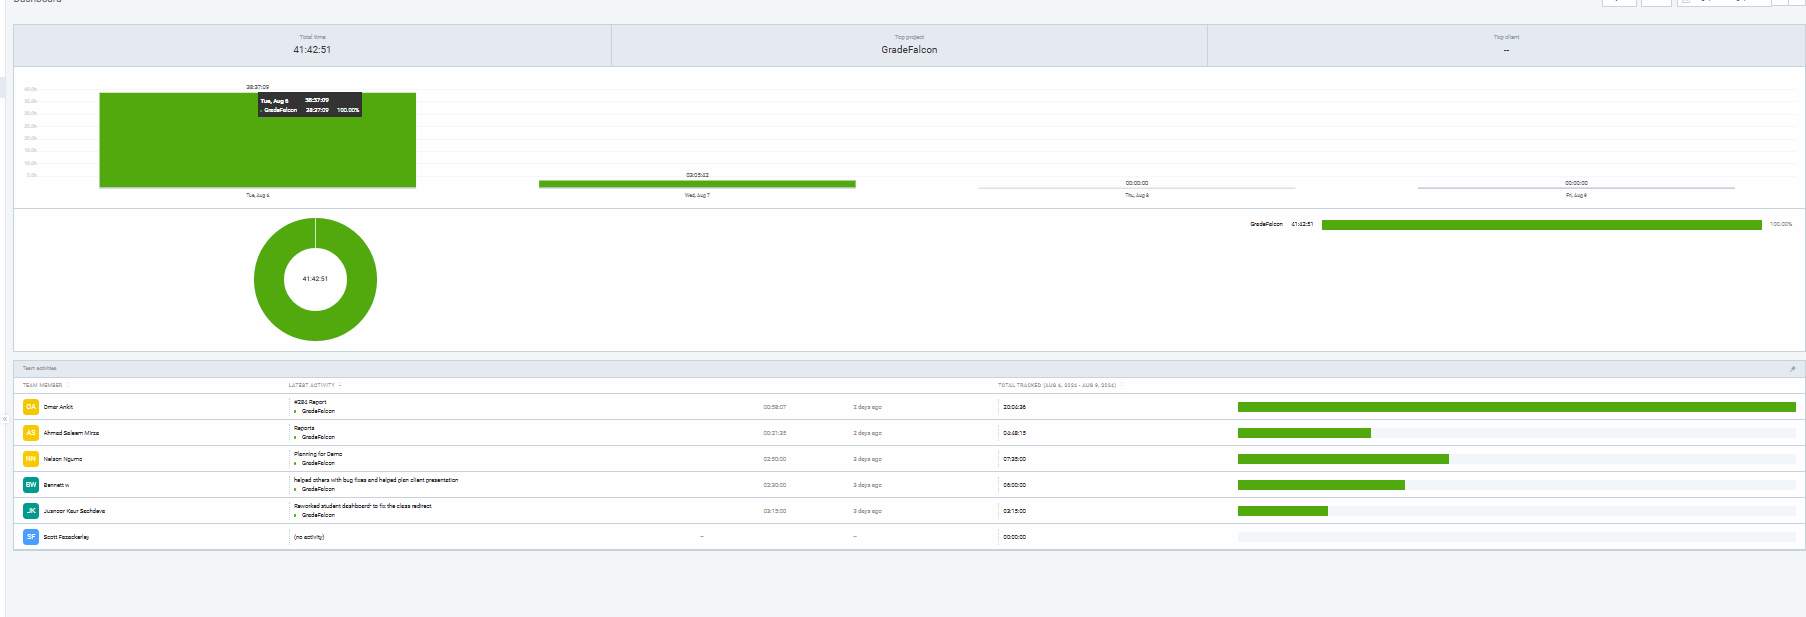 Dashboard
Total time
41:42:51
Top project
GradeFalcon
Top client
--
38:37:09
40.0h
35.0h
30.0h
25.0h
20.0h
15.0h
10.0h
5.0h
Tue, Aug 6 38:37:09
GradeFalcon 38:37:09 100.00%
03:05:42
00:00:00
00:00:00
Tue, Aug 6
Wed, Aug 7
Thu, Aug 8
Fri, Aug 9
41:42:51
GradeFalcon 41:42:51 100.00%
Team activities
TEAM MEMBER LATEST ACTIVITY TOTAL TRACKED (AUG 6, 2024 - AUG 9, 2024)
OA Omar Ankit #284 Report 00:58:07 2 days ago 20:04:36
GradeFalcon
AS Ahmad Saleem Mirza Reports 00:21:35 2 days ago 04:48:15
GradeFalcon
NN Nelson Ngumo Planning for Demo 02:50:00 3 days ago 07:35:00
GradeFalcon
BW Bennett w helped others with bug fixes and helped plan client presentation 02:30:00 3 days ago 06:00:00
GradeFalcon
JK Jusnoor Kaur Sachdeva Reworked student dashboard to fix the class redirect 03:15:00 3 days ago 03:15:00
GradeFalcon
SF Scott Fazackerley (no activity) -- -- 00:00:00